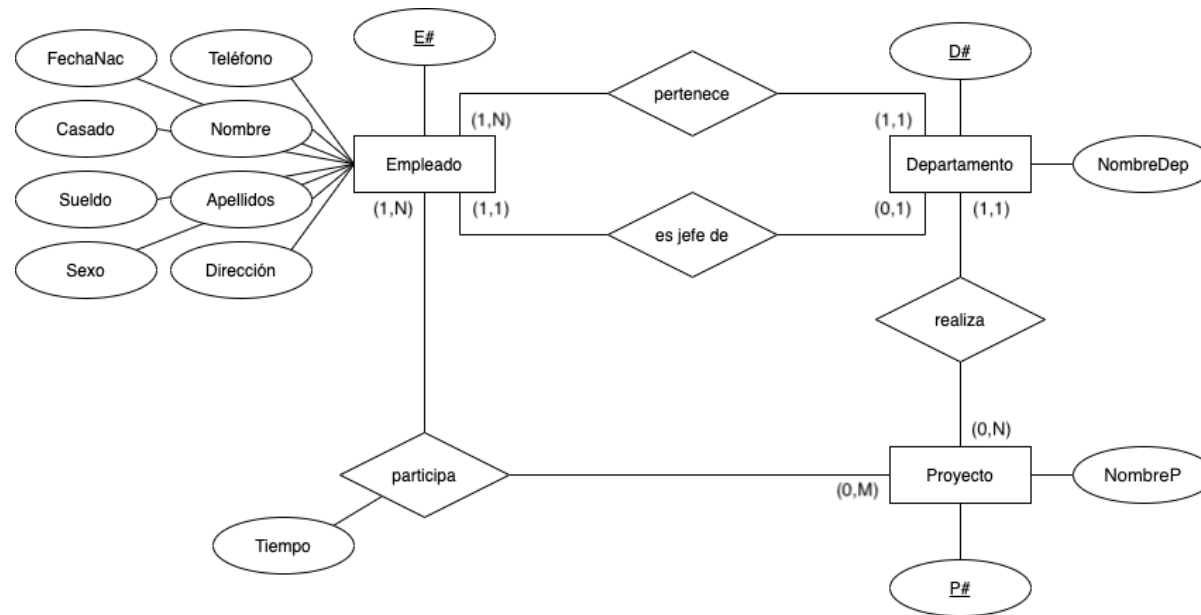 E#
FechaNac
Teléfono
D#
pertenece
Casado
Nombre
(1,N)
(1,1)
Empleado
Departamento
NombreDep
Sueldo
Apellidos
(1,N)
(1,1)
(0,1)
(1,1)
es jefe de
Sexo
Dirección
realiza
(0,N)
participa
Proyecto
NombreP
(0,M)
Tiempo
P#